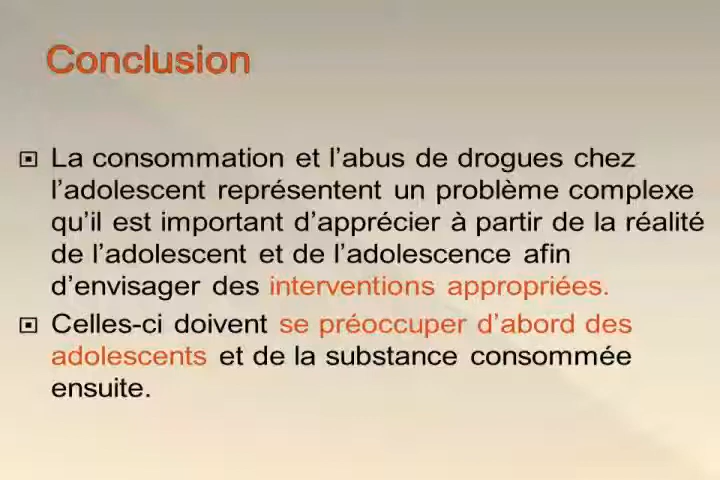 Conclusion
La consommation et l’abus de drogues chez
l’adolescent représentent un problème complexe
qu’il est important d’apprécier à partir de la réalité
de l’adolescent et de l’adolescence afin
d’envisager des interventions appropriées.
Celles-ci doivent se préoccuper d’abord des
adolescents et de la substance consommée
ensuite.